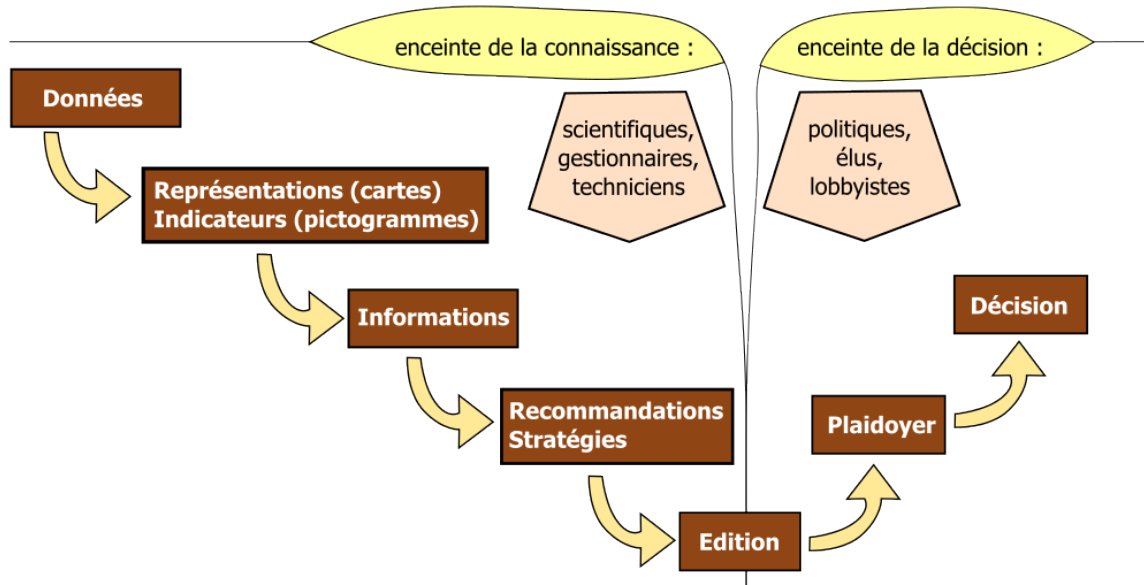 enceinte de la connaissance :
enceinte de la décision :
Données
scientifiques,
gestionnaires,
techniciens
politiques,
élus,
lobbyistes
Représentations (cartes)
Indicateurs (pictogrammes)
Informations
Recommandations
Stratégies
Edition
Plaidoyer
Décision